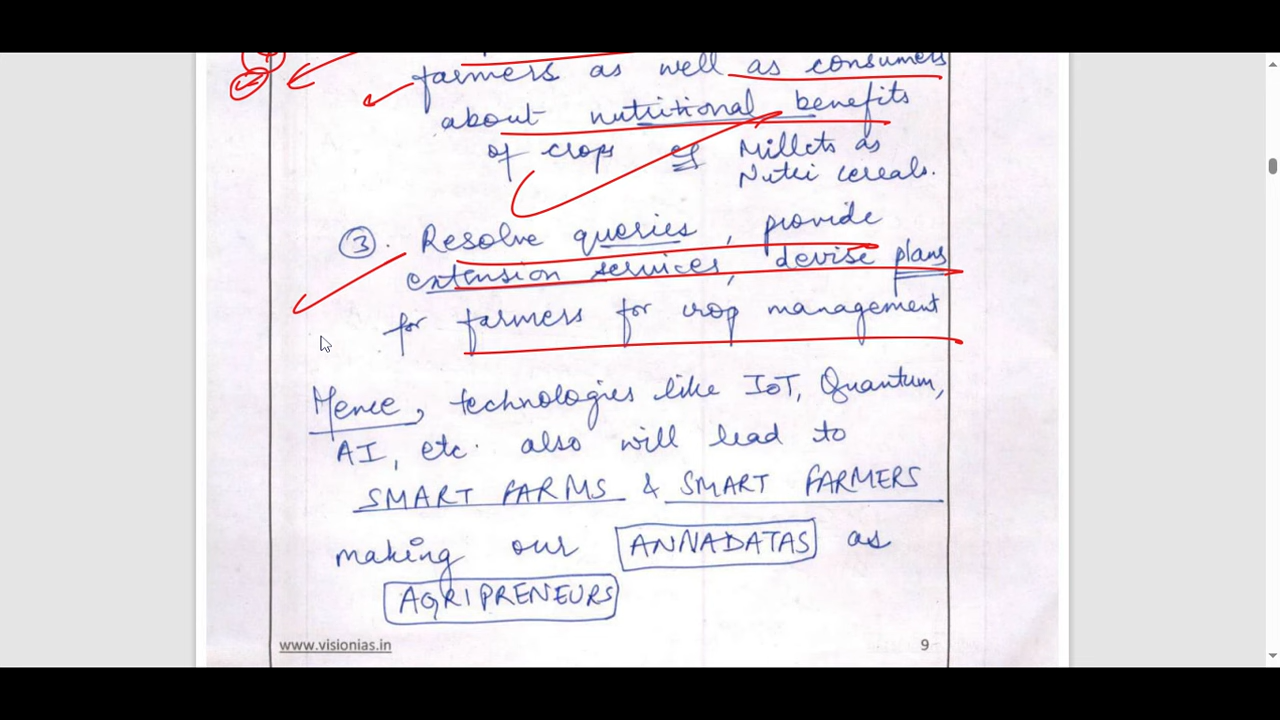 farmers as well as consumers
about nutritional benefits
of crops eg Millets as
Nutri cereals.
③. Resolve queries, provide
extension services, devise plans
for farmers for crop management
Hence, technologies like IoT, Quantum,
AI, etc. also will lead to
SMART FARMS & SMART FARMERS
making our ANNADATAS as
AGRIPRENEURS
www.visionias.in 9